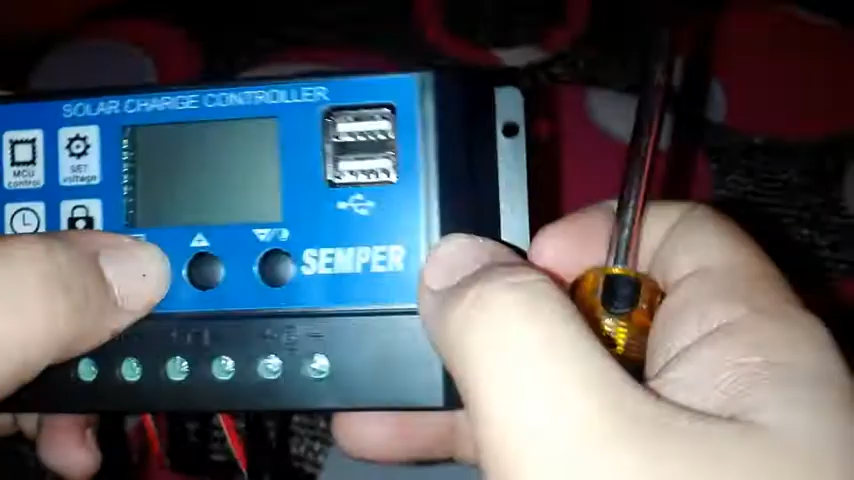 SOLAR CHARGE CONTROLLER
MCU
control
SET
voltage
SEMPER